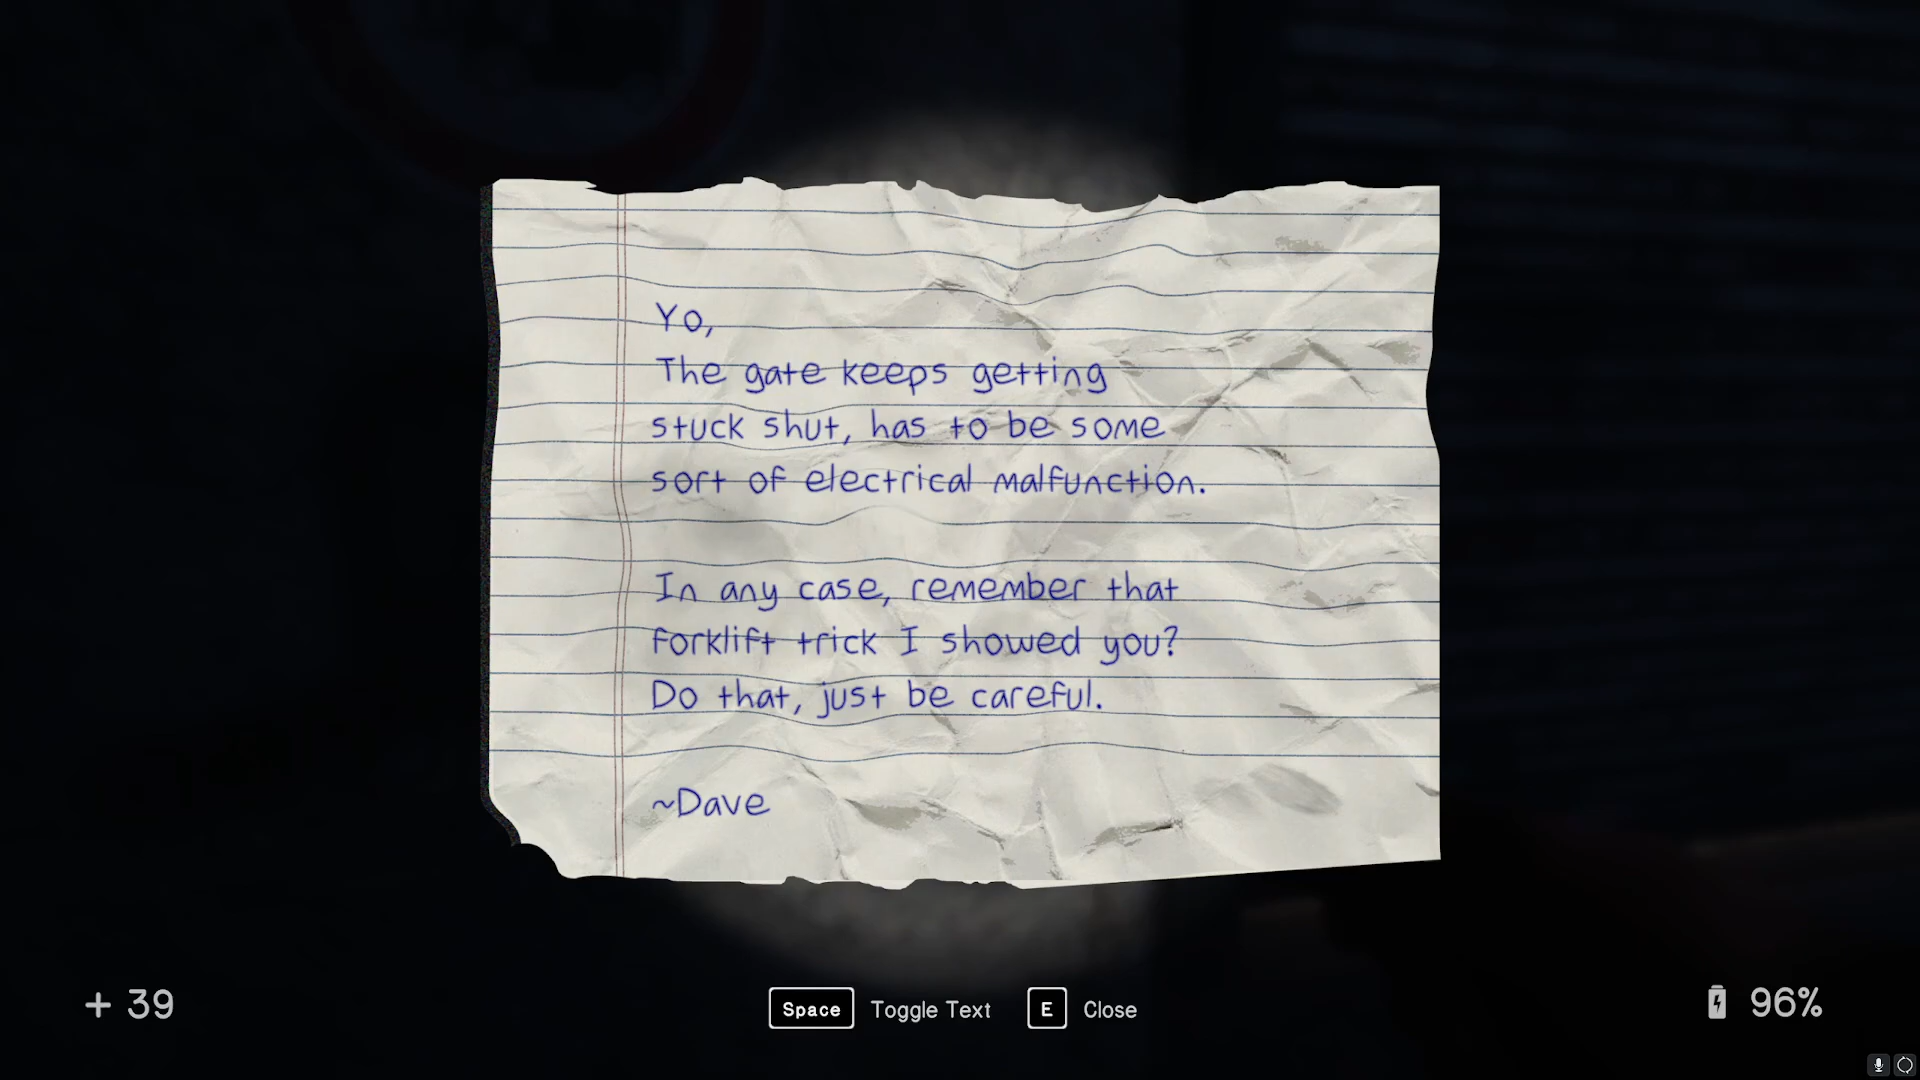 Yo,
The gate keeps getting
stuck shut, has to be some
sort of electrical malfunction.
In any case, remember that
forklift trick I showed you?
Do that, just be careful.
~Dave
+ 39
Space Toggle Text E Close
96%